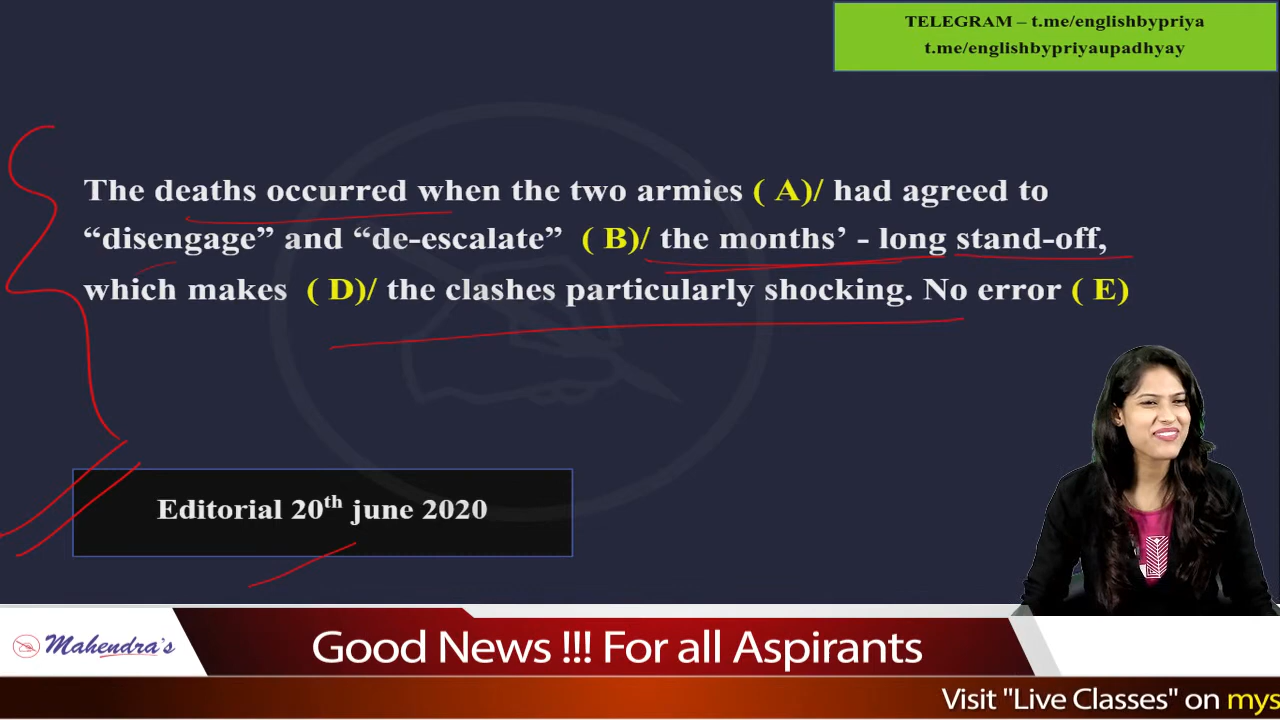 TELEGRAM – t.me/englishbypriya
t.me/englishbypriyaupadhyay
The deaths occurred when the two armies ( A)/ had agreed to
“disengage” and “de-escalate” ( B)/ the months’ - long stand-off,
which makes ( D)/ the clashes particularly shocking. No error ( E)
Editorial 20th june 2020
Mahendra's
Good News !!! For all Aspirants
Visit "Live Classes" on mys